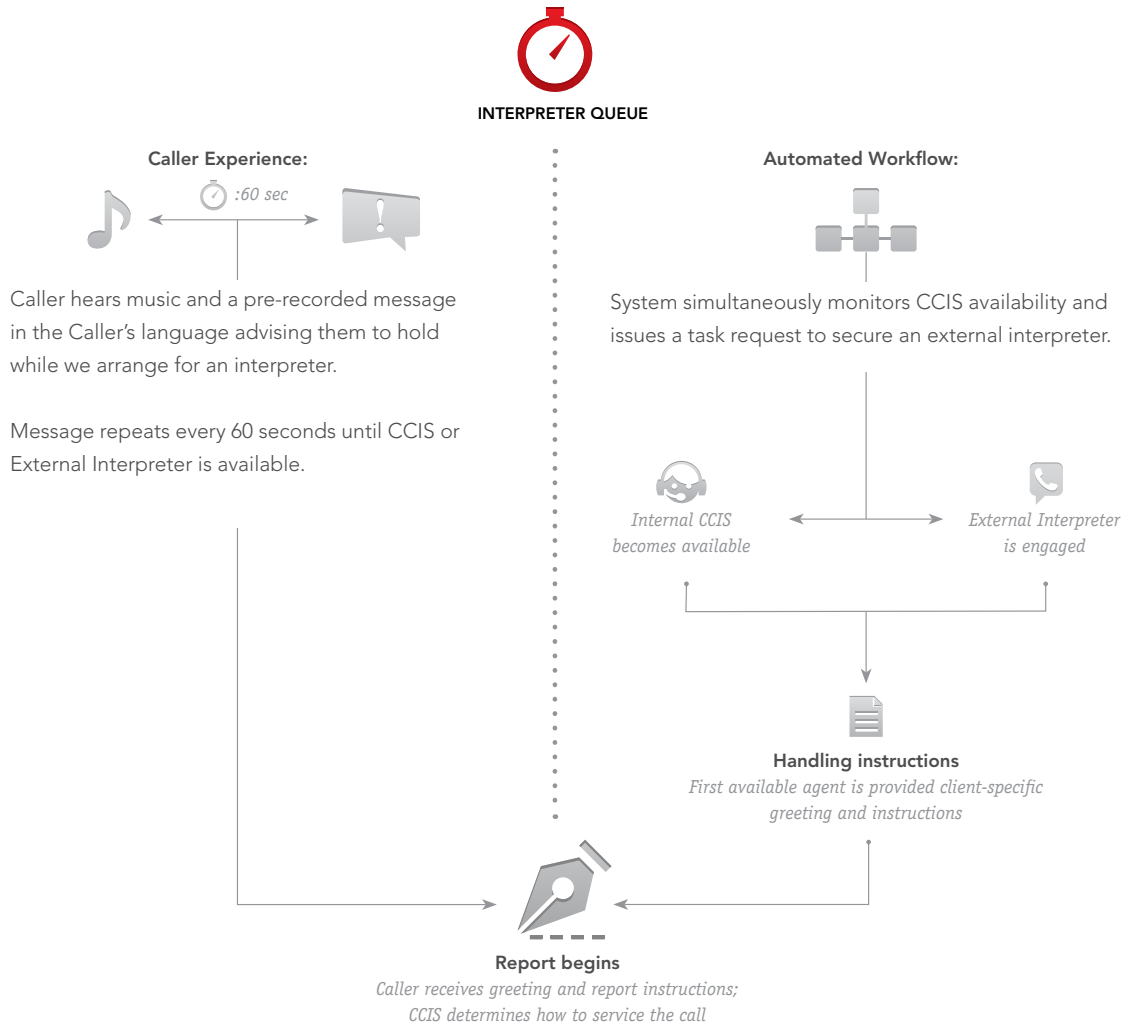 INTERPRETER QUEUE
Caller Experience:
:60 sec
Caller hears music and a pre-recorded message
in the Caller’s language advising them to hold
while we arrange for an interpreter.
Message repeats every 60 seconds until CCIS or
External Interpreter is available.
Automated Workflow:
System simultaneously monitors CCIS availability and
issues a task request to secure an external interpreter.
Internal CCIS
becomes available
External Interpreter
is engaged
Handling instructions
First available agent is provided client-specific
greeting and instructions
Report begins
Caller receives greeting and report instructions;
CCIS determines how to service the call